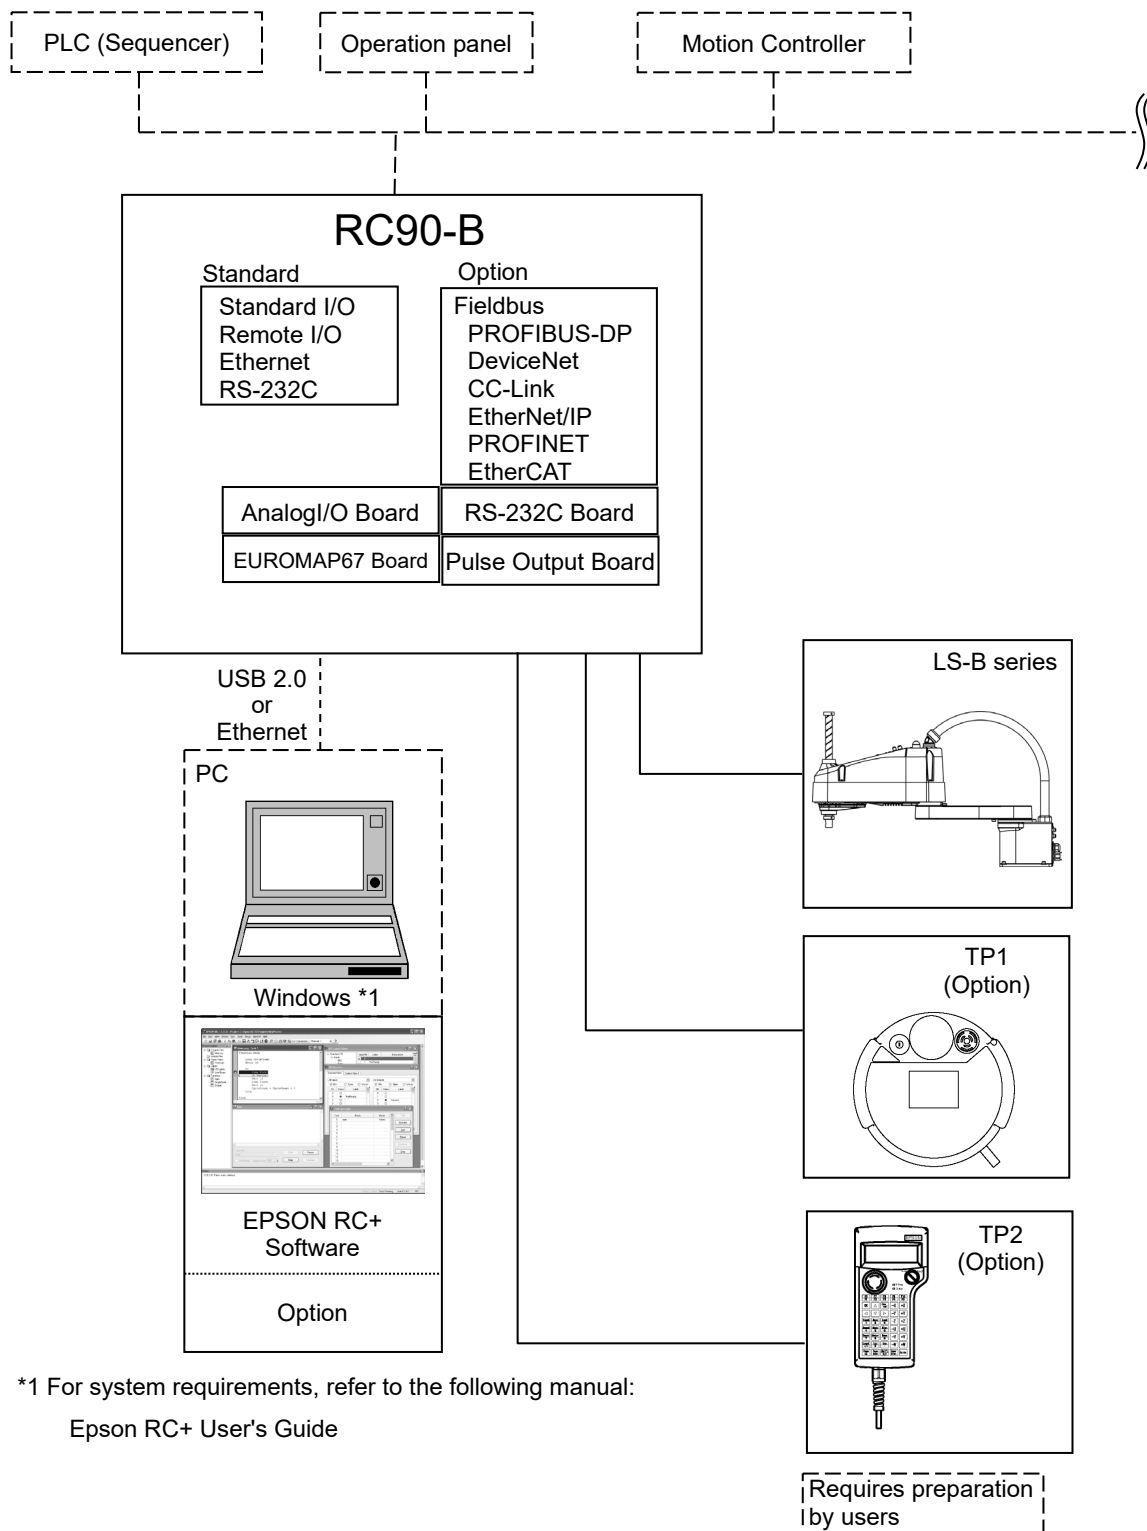 PLC (Sequencer)
Operation panel
Motion Controller
RC90-B
Standard
Standard I/O
Remote I/O
Ethernet
RS-232C
Option
Fieldbus
PROFIBUS-DP
DeviceNet
CC-Link
EtherNet/IP
PROFINET
EtherCAT
AnalogI/O Board
RS-232C Board
EUROMAP67 Board
Pulse Output Board
USB 2.0
or
Ethernet
PC
Windows *1
EPSON RC+
Software
Option
LS-B series
TP1
(Option)
TP2
(Option)
*1 For system requirements, refer to the following manual:
Epson RC+ User's Guide
Requires preparation
by users